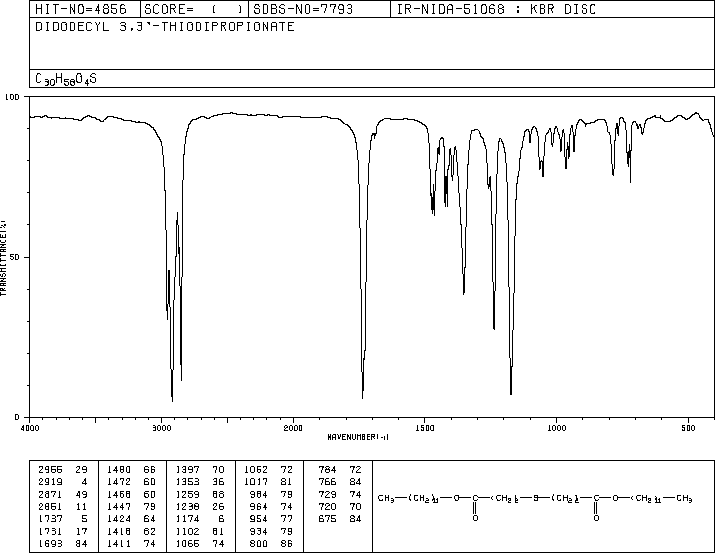 HIT-NO=4856 SCORE= ( ) SDBS-NO=7793 IR-NIDA-51068 : KBR DISC
DIDODECYL 3,3'-THIODIPROPIONATE
C30H58O4S
100
50
0
TRANSMITTANCE(%)
4000 3000 2000 1500 1000 500
WAVENUMBER(-1)
2955 29 1480 66 1397 70 1062 72 784 72
2919 4 1472 60 1353 36 1017 81 766 84
2871 49 1468 60 1259 68 984 79 729 74
2851 11 1447 79 1238 26 964 74 720 70
1737 5 1424 64 1174 6 954 77 675 84
1731 17 1418 62 1102 81 934 79
1693 84 1411 74 1066 74 800 86
CH3—(CH2)11—O—C—(CH2)2—S—(CH2)2—C—O—(CH2)11—CH3
O O